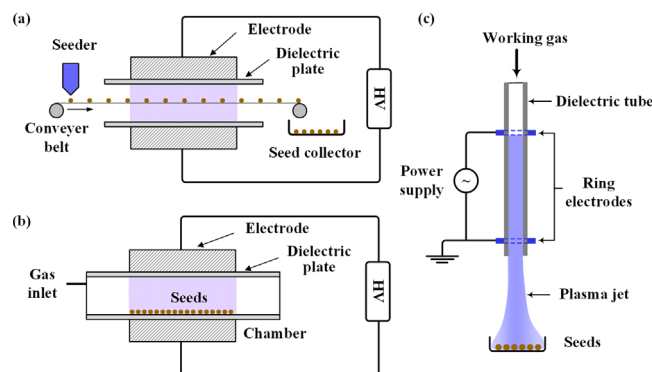 (a)
Seeder
Electrode
Dielectric
plate
HV
Conveyer
belt
Seed collector
(b)
Electrode
Dielectric
plate
Gas
inlet
Seeds
HV
Chamber
(c)
Working gas
Dielectric tube
Power
supply
~
Ring
electrodes
Plasma jet
Seeds